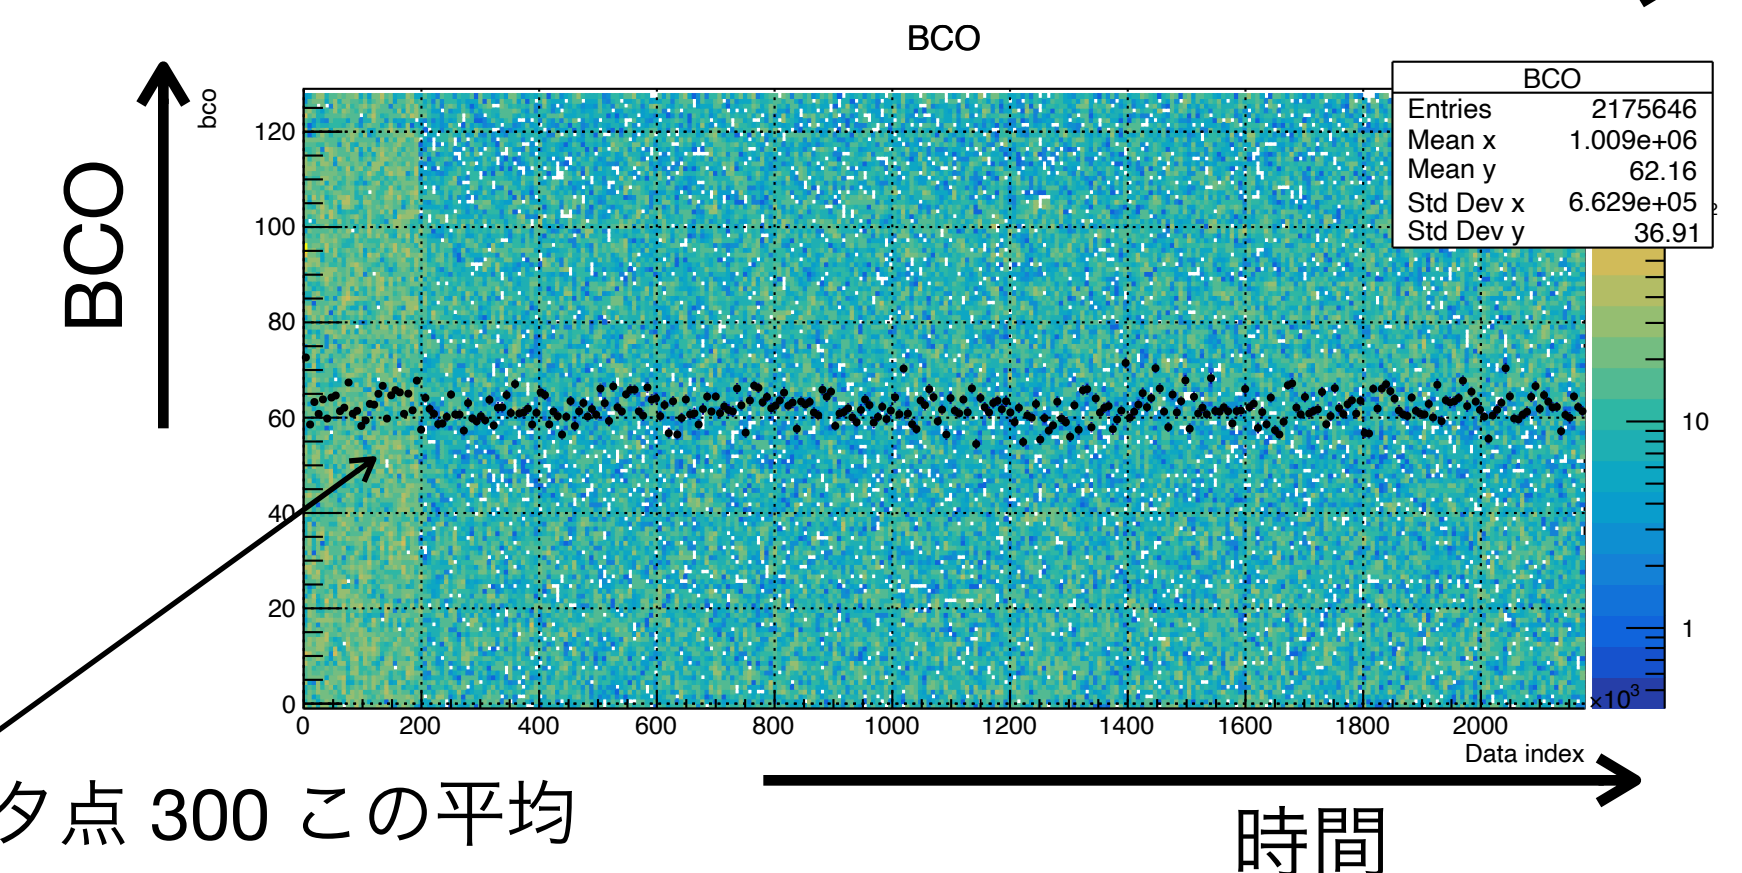 BCO
BCO
bco
BCO
Entries 2175646
Mean x 1.009e+06
Mean y 62.16
Std Dev x 6.629e+05
Std Dev y 36.91
120
100
80
60
40
20
0
2
10
1
×10³
0 200 400 600 800 1000 1200 1400 1600 1800 2000
Data index
タ点 300 この平均
時間